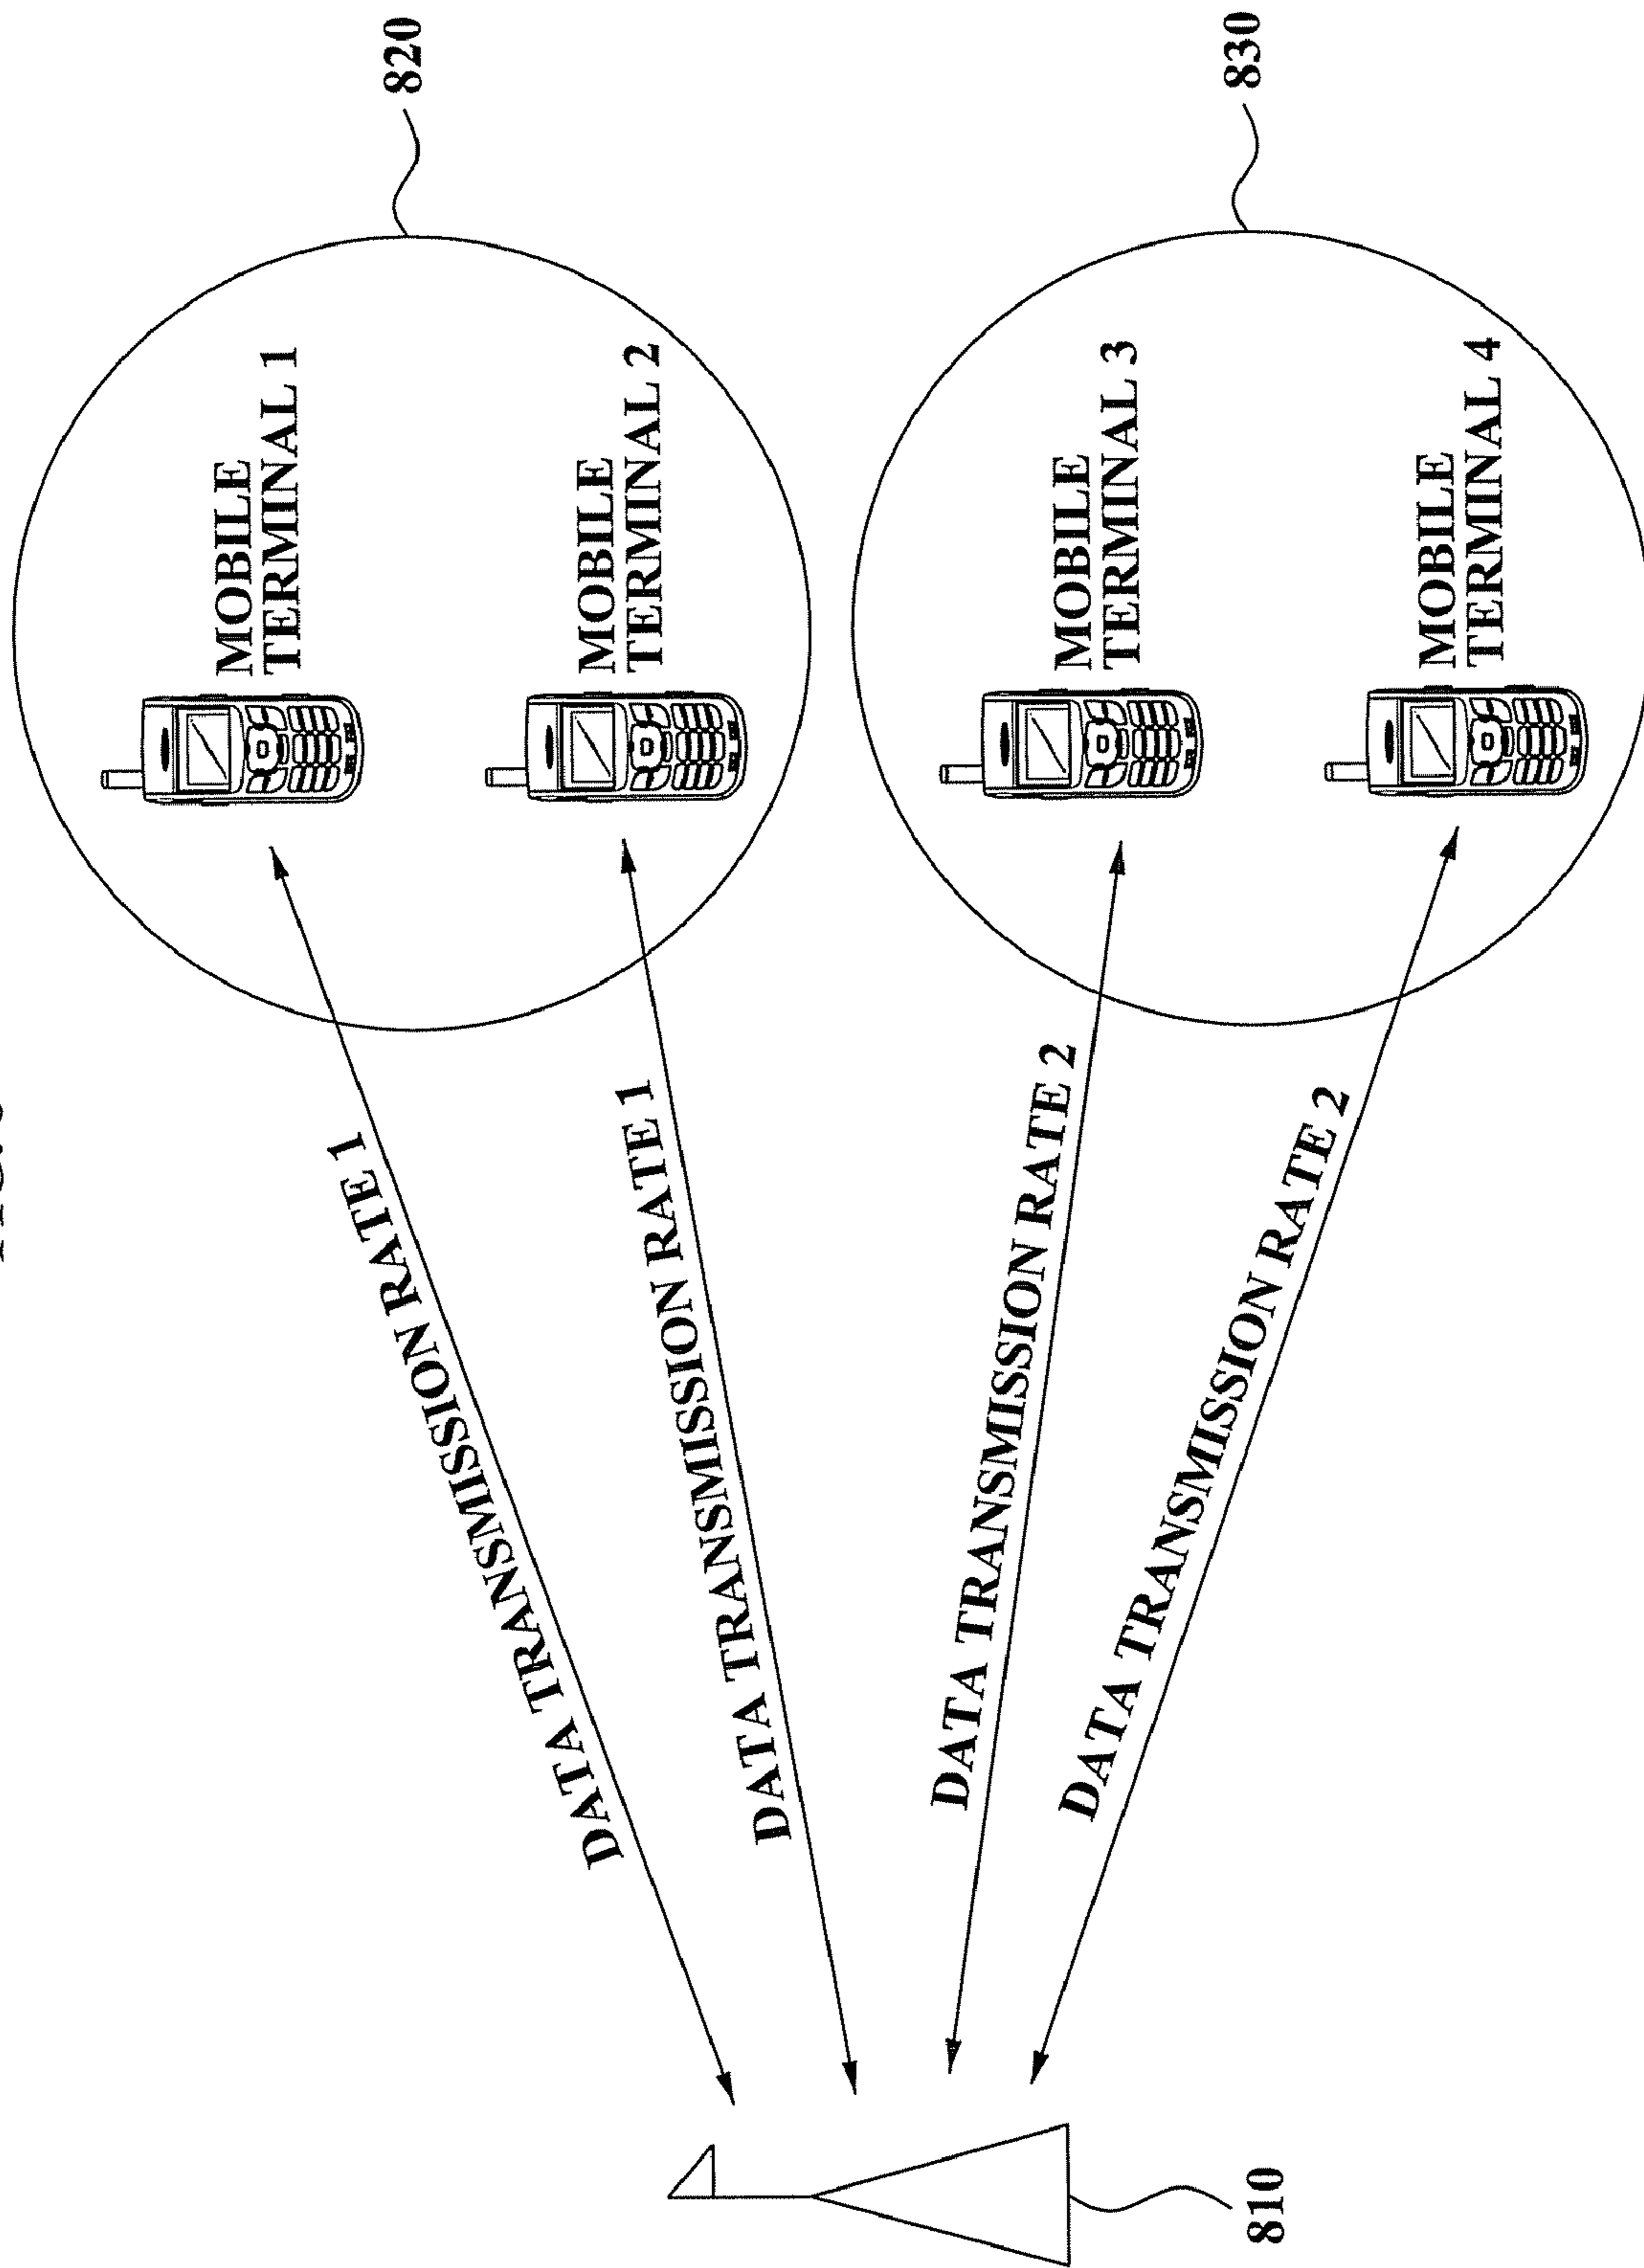 820
MOBILE
TERMINAL 1
MOBILE
TERMINAL 2
DATA TRANSMISSION RATE 1
DATA TRANSMISSION RATE 1
830
MOBILE
TERMINAL 3
MOBILE
TERMINAL 4
DATA TRANSMISSION RATE 2
DATA TRANSMISSION RATE 2
810